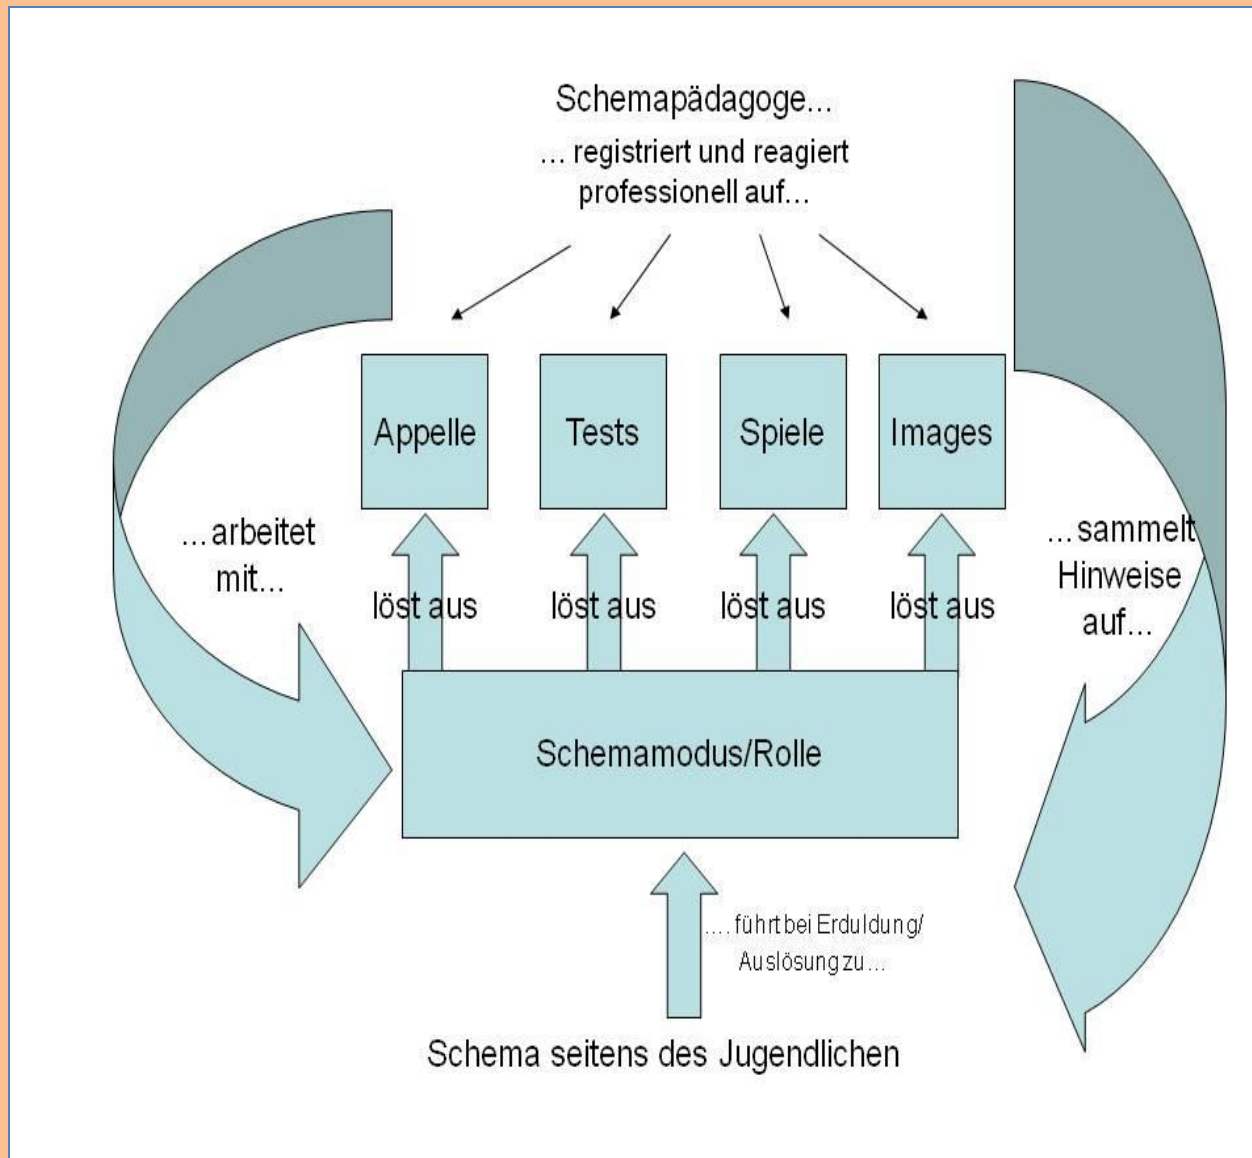 Schemapädagoge…
… registriert und reagiert
professionell auf…
Appelle
Tests
Spiele
Images
…arbeitet
mit…
…sammelt
Hinweise
auf…
löst aus
löst aus
löst aus
löst aus
Schemamodus/Rolle
….führt bei Erduldung/
Auslösung zu…
Schema seitens des Jugendlichen